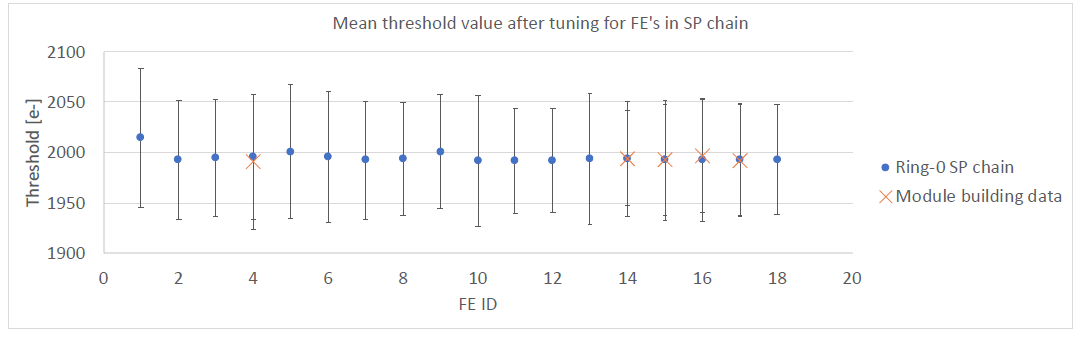 Mean threshold value after tuning for FE's in SP chain
2100
2050
2000
1950
1900
Threshold [e-]
0 2 4 6 8 10 12 14 16 18 20
FE ID
Ring-0 SP chain
Module building data